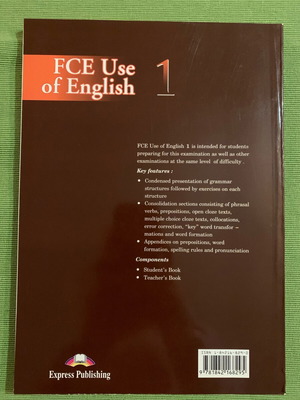 FCE Use
of English 1
FCE Use of English 1 is intended for students
preparing for this examination as well as other
examinations at the same level of difficulty .
Key features :
• Condensed presentation of grammar
structures followed by exercises on each
structure
• Consolidation sections consisting of phrasal
verbs, prepositions, open cloze texts,
multiple choice cloze texts, collocations,
error correction, "key" word transfor –
mations and word formation
• Appendices on prepositions, word
formation, spelling rules and pronunciation
Components
• Student's Book
• Teacher's Book
Express Publishing
9 781842 168295